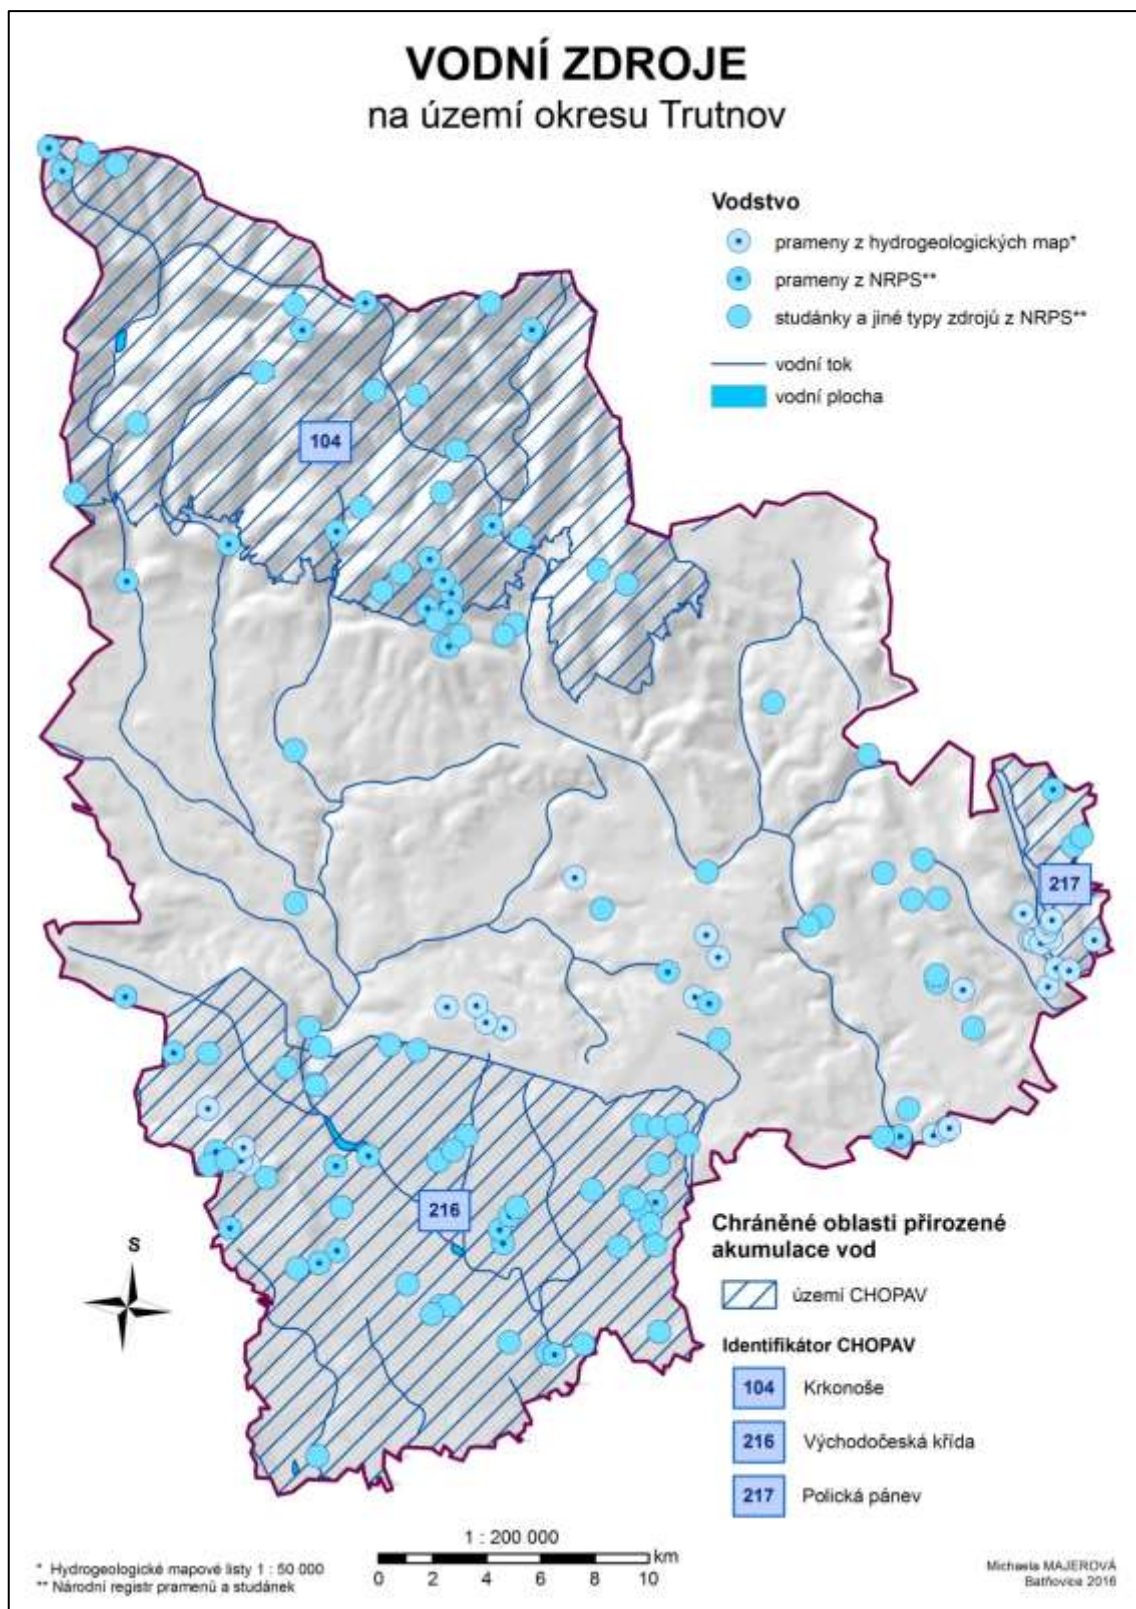 VODNÍ ZDROJE
na území okresu Trutnov
Vodstvo
prameny z hydrogeologických map*
prameny z NRPS**
studánky a jiné typy zdrojů z NRPS**
vodní tok
vodní plocha
104
217
216
S
Chráněné oblasti přirozené
akumulace vod
území CHOPAV
Identifikátor CHOPAV
104 Krkonoše
216 Východočeská křída
217 Polická pánev
1 : 200 000
km
0 2 4 6 8 10
* Hydrogeologické mapové listy 1 : 50 000
** Národní registr pramenů a studánek
Michaela MAJEROVÁ
Batňovice 2016